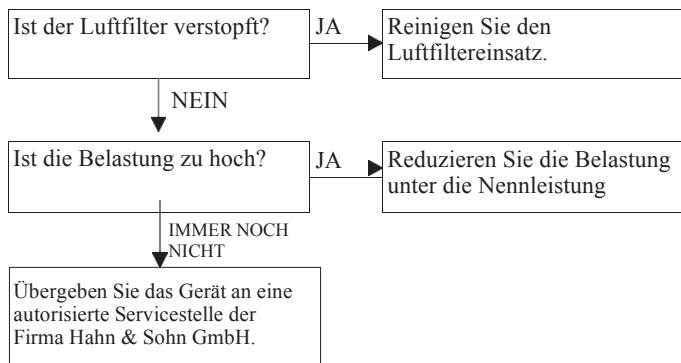 Ist der Luftfilter verstopft?
JA
Reinigen Sie den
Luftfiltereinsatz.
NEIN
Ist die Belastung zu hoch?
JA
Reduzieren Sie die Belastung
unter die Nennleistung
IMMER NOCH
NICHT
Übergeben Sie das Gerät an eine
autorisierte Servicestelle der
Firma Hahn & Sohn GmbH.